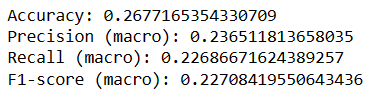 Accuracy: 0.2677165354330709
Precision (macro): 0.236511813658035
Recall (macro): 0.22686671624389257
F1-score (macro): 0.22708419550643436